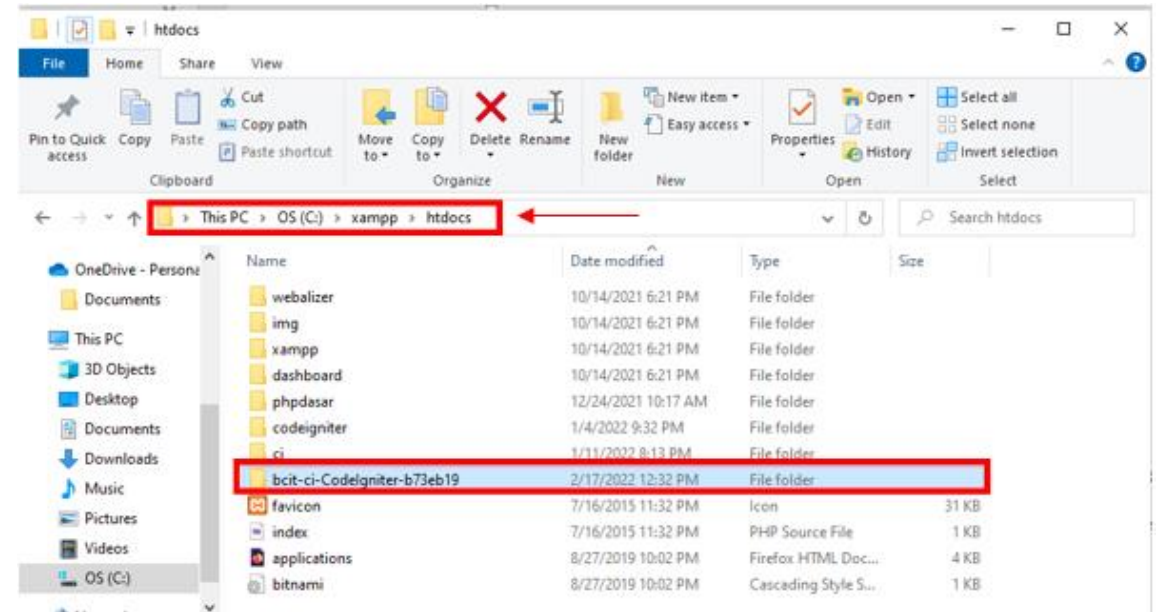 htdocs
File Home Share View
Pin to Quick access
Copy
Paste
Cut
Copy path
Paste shortcut
Move to
Copy to
Delete
Rename
New folder
New item
Easy access
Properties
Open
Edit
History
Select all
Select none
Invert selection
Clipboard Organize New Open Select
This PC > OS (C:) > xampp > htdocs
Search htdocs
OneDrive - Persona
Documents
This PC
3D Objects
Desktop
Documents
Downloads
Music
Pictures
Videos
OS (C:)
Name Date modified Type Size
webalizer 10/14/2021 6:21 PM File folder
img 10/14/2021 6:21 PM File folder
xampp 10/14/2021 6:21 PM File folder
dashboard 10/14/2021 6:21 PM File folder
phpdasar 12/24/2021 10:17 AM File folder
codeigniter 1/4/2022 9:32 PM File folder
ci 1/11/2022 8:13 PM File folder
bcit-ci-CodeIgniter-b73eb19 2/17/2022 12:32 PM File folder
favicon 7/16/2015 11:32 PM Icon 31 KB
index 7/16/2015 11:32 PM PHP Source File 1 KB
applications 8/27/2019 10:02 PM Firefox HTML Doc... 4 KB
bitnami 8/27/2019 10:02 PM Cascading Style S... 1 KB